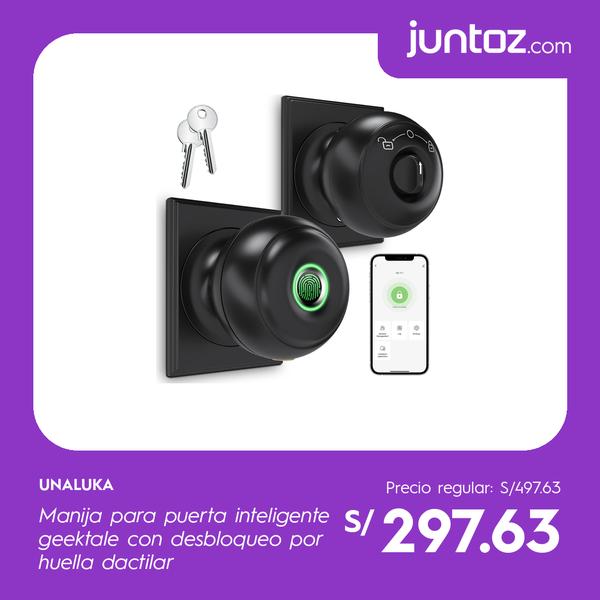 juntoz.com
UNALUKA
Manija para puerta inteligente
geektale con desbloqueo por
huella dactilar
Precio regular: S/497.63
S/ 297.63